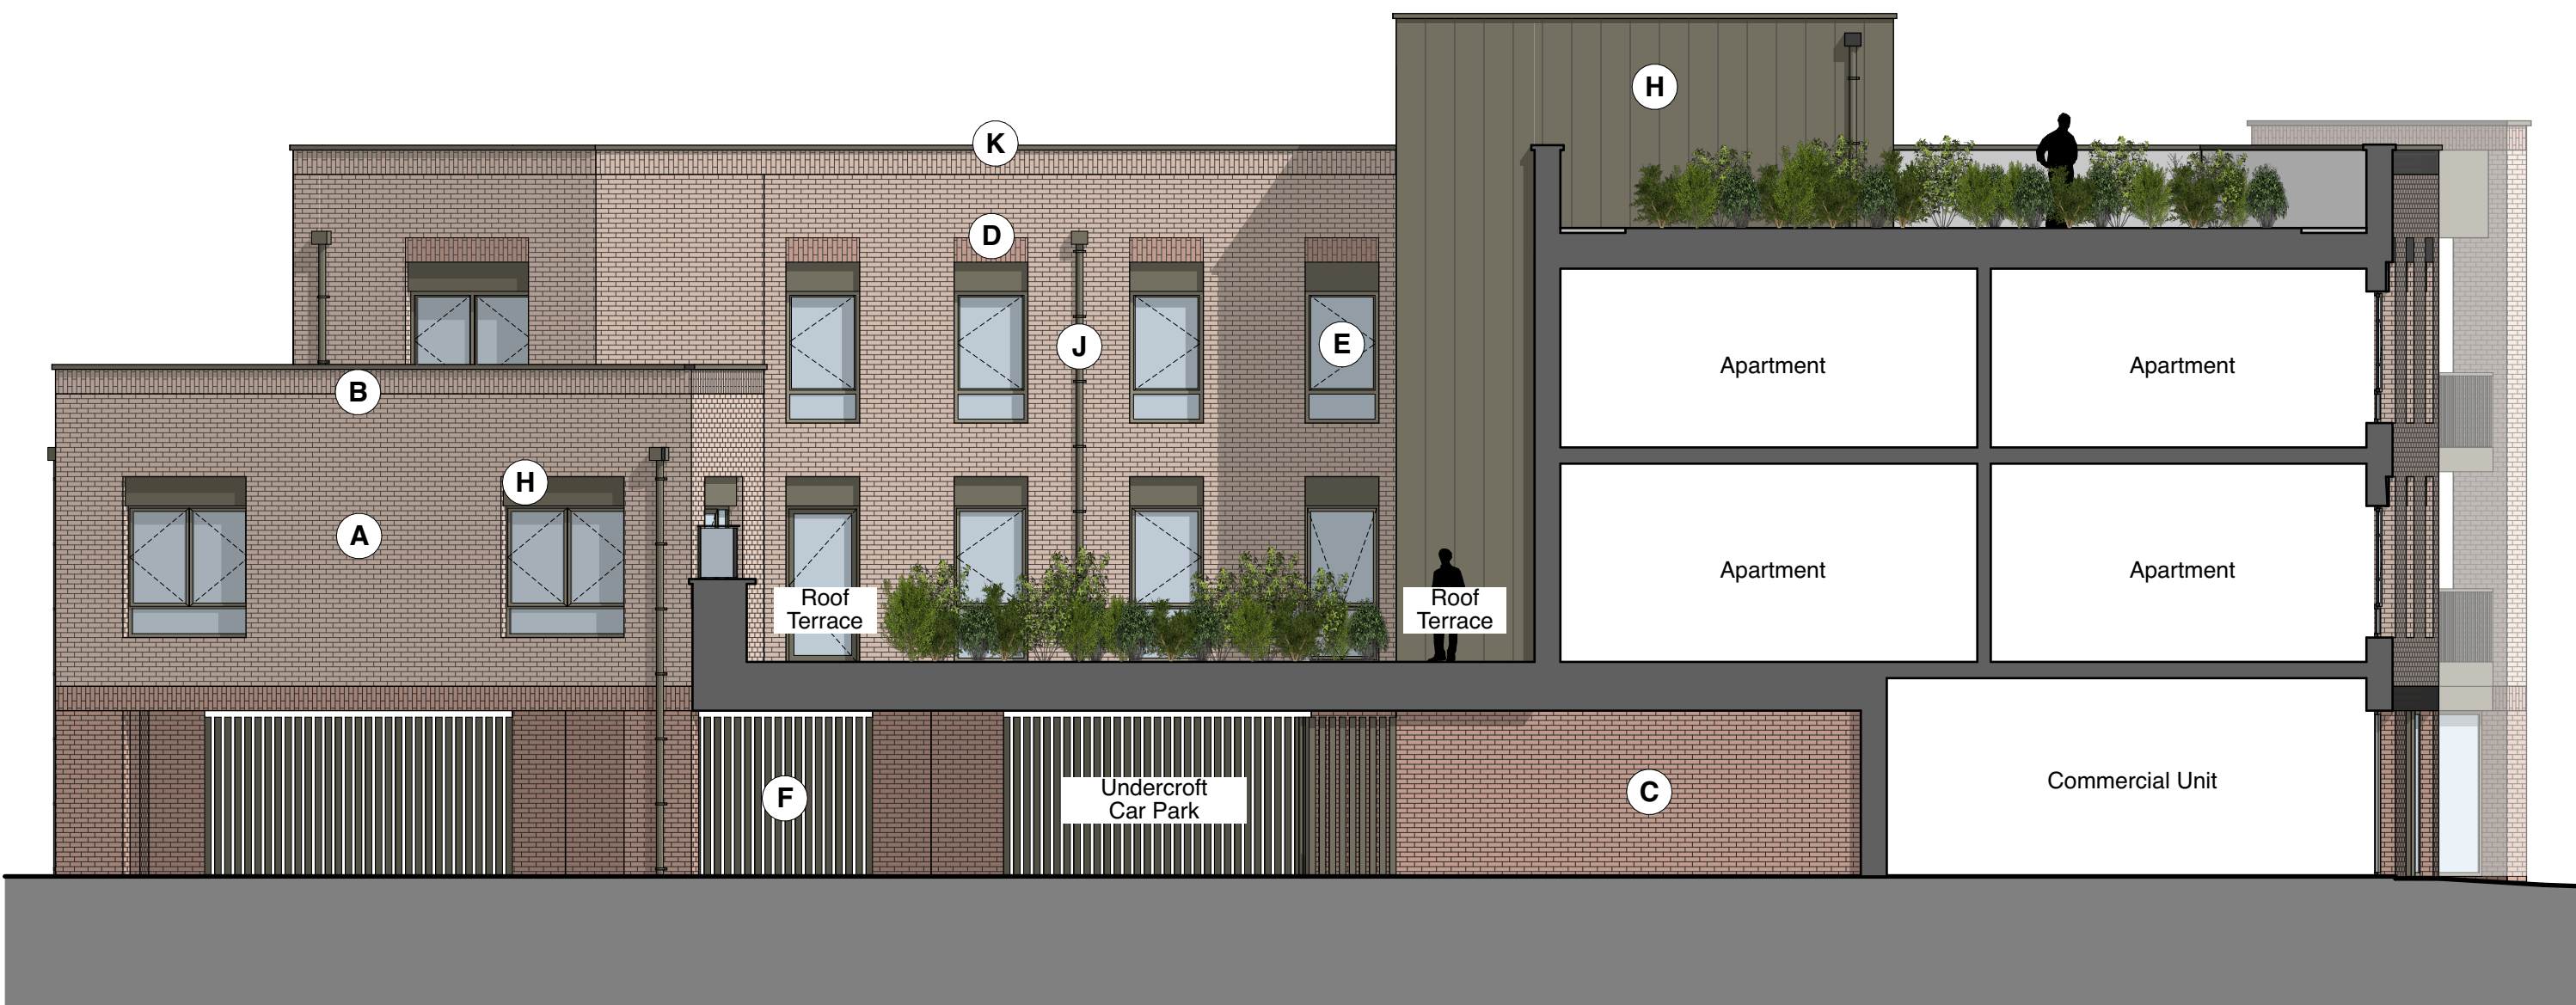 H
K
D
J
E
B
H
A
Apartment
Apartment
Apartment
Apartment
Roof
Terrace
Roof
Terrace
F
Undercroft
Car Park
C
Commercial Unit